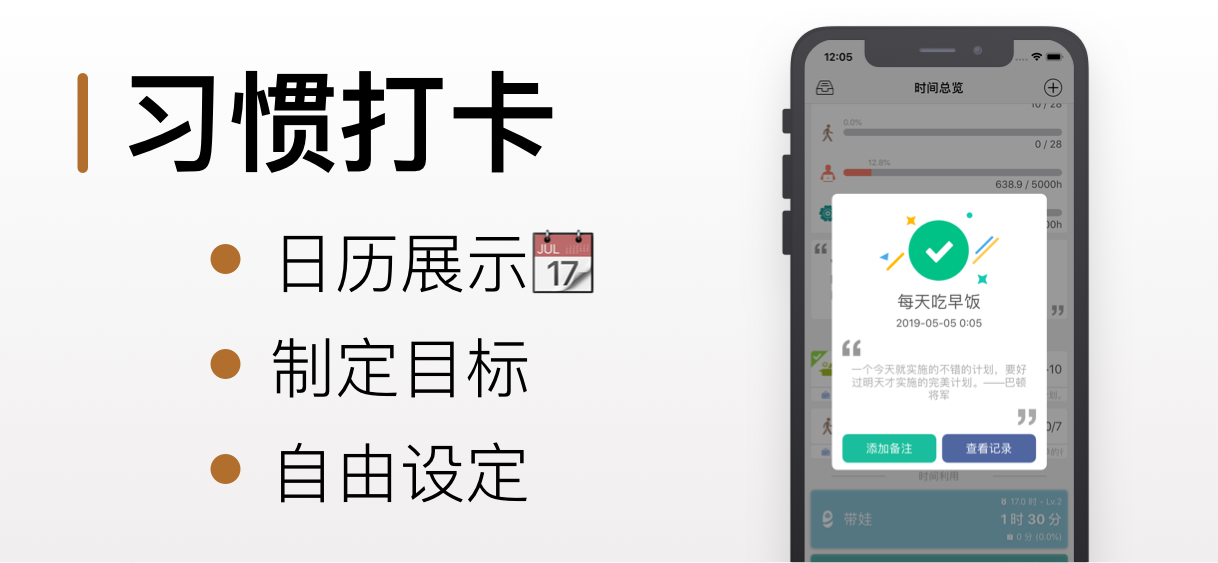 习惯打卡
日历展示
JUL
17
制定目标
自由设定
12:05
时间总览
10 / 28
0.0%
0 / 28
12.8%
638.9 / 5000h
00h
“
每天吃早饭
2019-05-05 0:05
“
一个今天就实施的不错的计划，要好
过明天才实施的完美计划。——巴顿
将军
”
”
-10
划。
0/7
添加备注 查看记录
时间利用
17.0 时 - Lv.2
带娃
1 时 30 分
0 分 (0.0%)